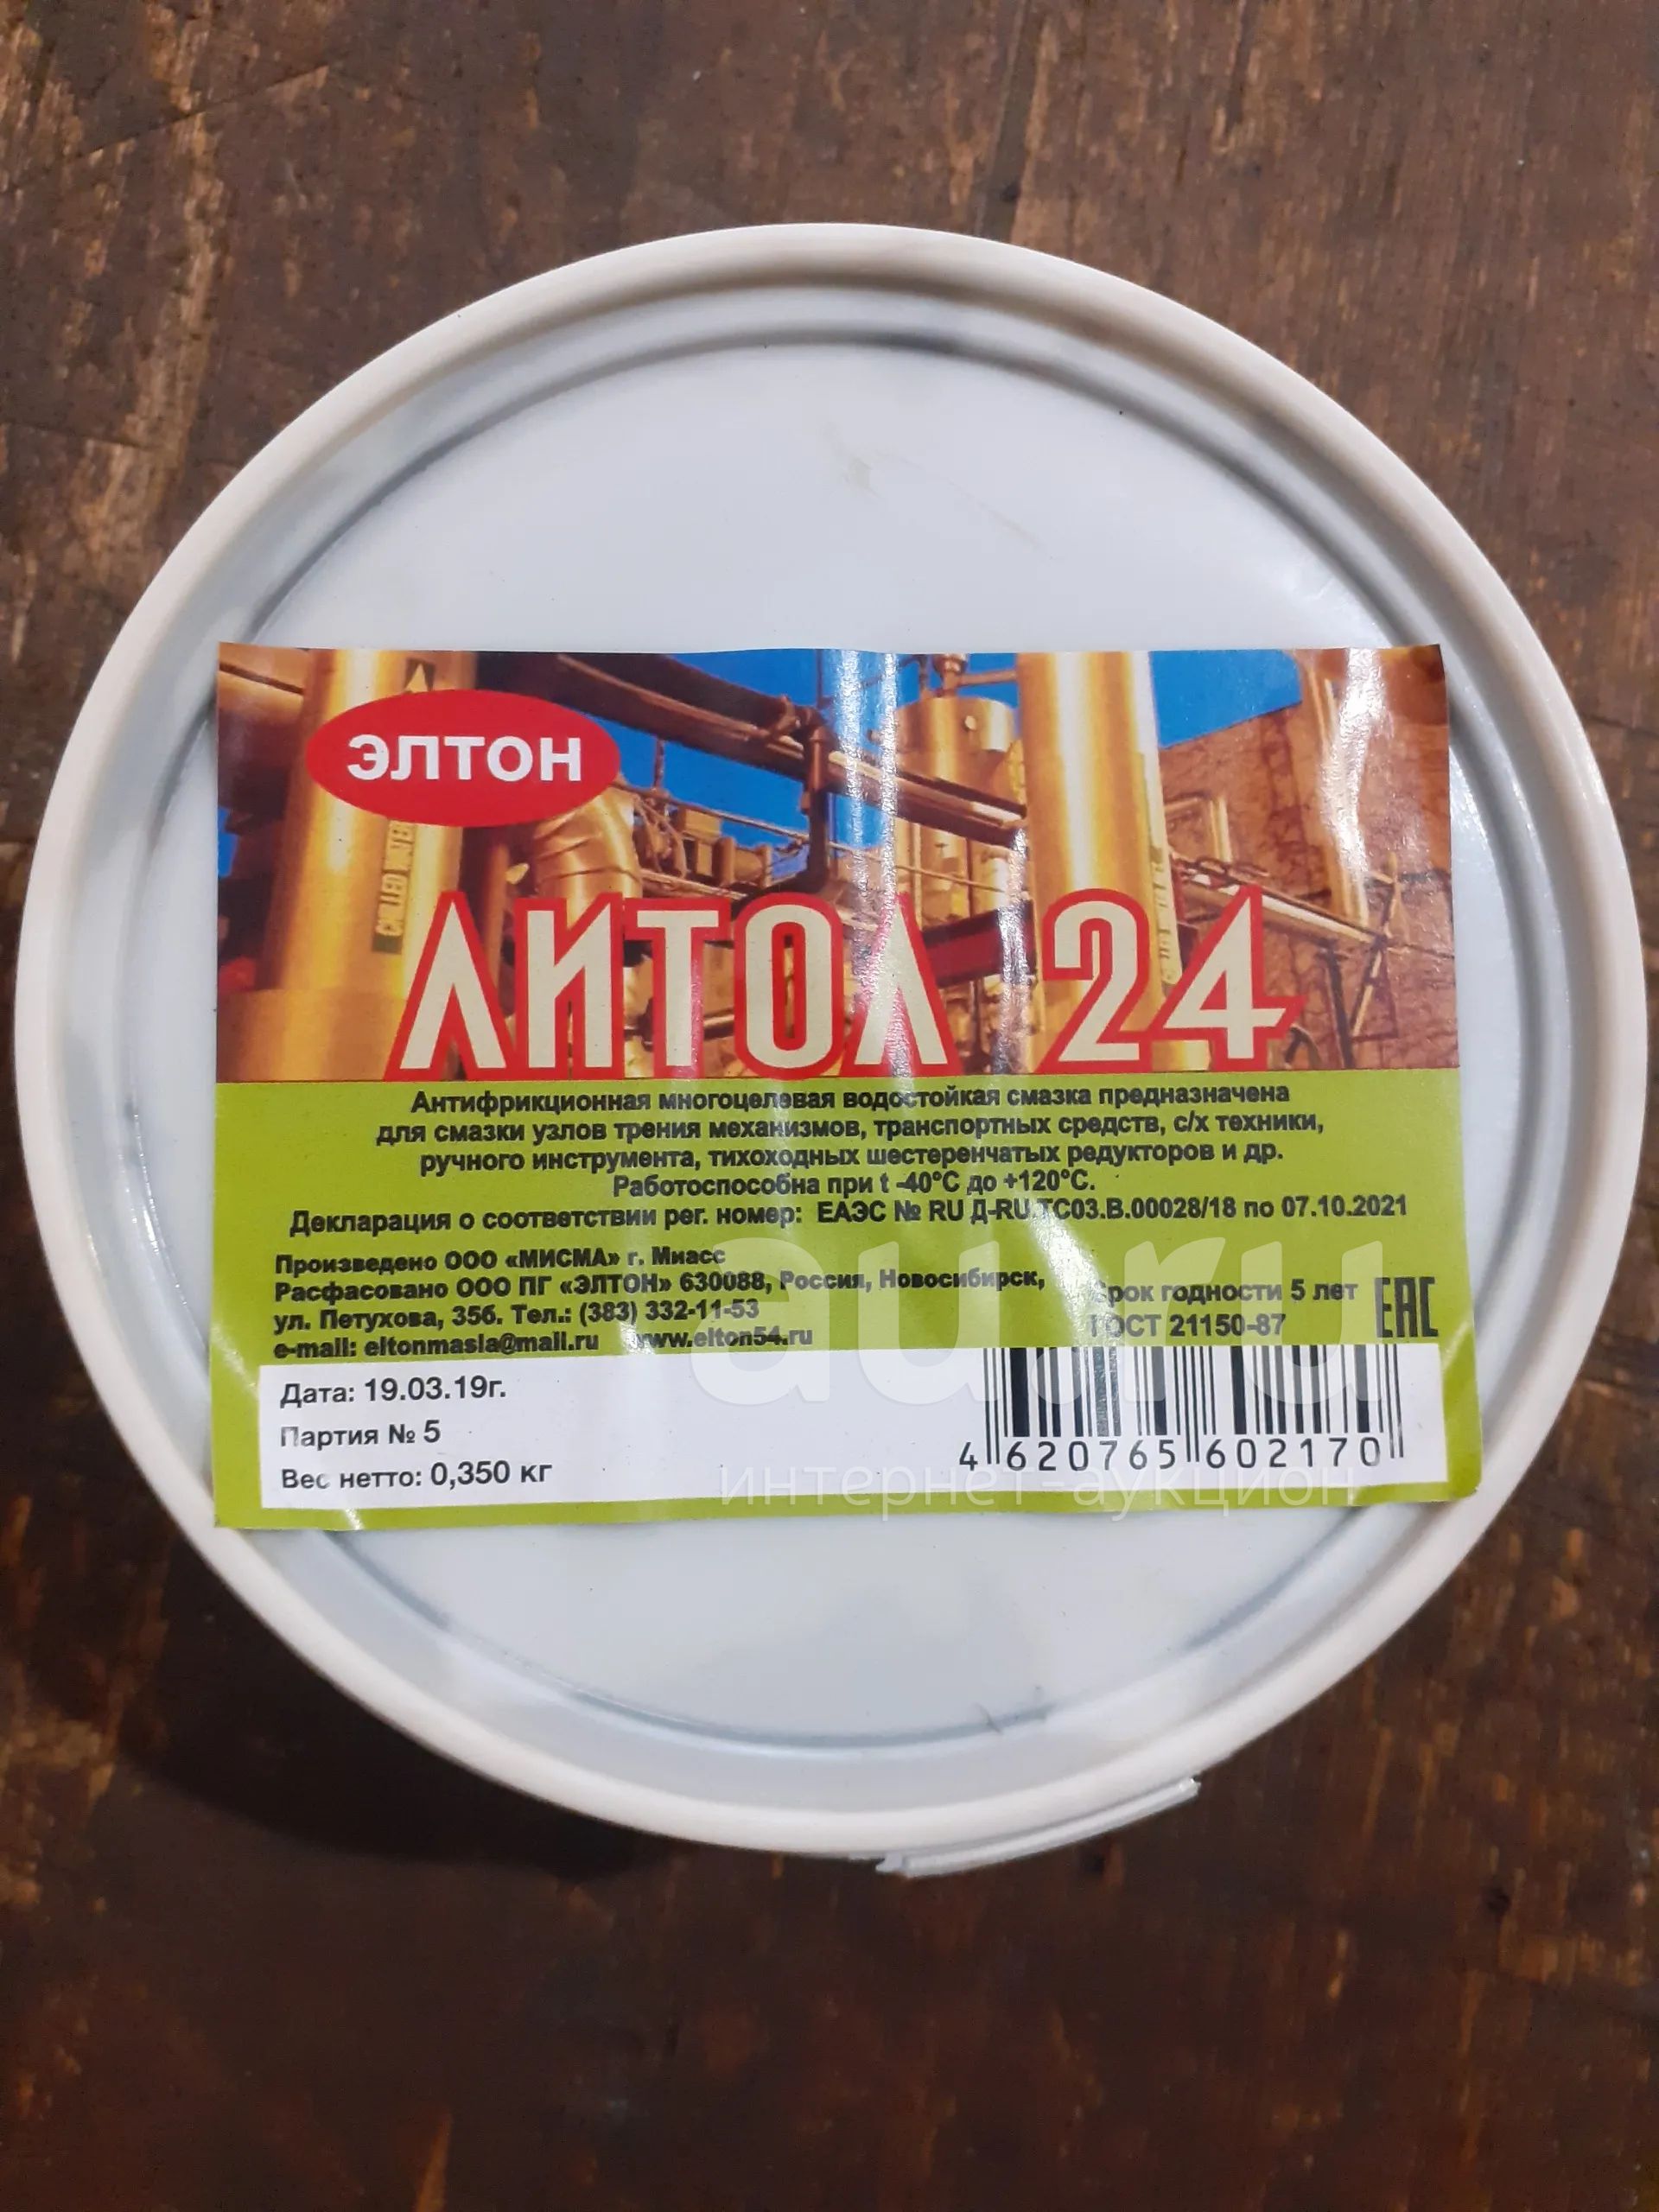 ЭЛТОН
CHILLED WATER
ЛИТОЛ 24
Антифрикционная многоцелевая водостойкая смазка предназначена
для смазки узлов трения механизмов, транспортных средств, с/х техники,
ручного инструмента, тихоходных шестеренчатых редукторов и др.
Работоспособна при t -40°C до +120°C.
Декларация о соответствии рег. номер: ЕАЭС № RU Д-RU.TC03.B.00028/18 по 07.10.2021
Произведено ООО «МИСМА» г. Миасс
Расфасовано ООО ПГ «ЭЛТОН» 630088, Россия, Новосибирск,
ул. Петухова, 35б. Тел.: (383) 332-11-53
e-mail: eltonmasla@mail.ru www.elton54.ru
Срок годности 5 лет
ГОСТ 21150-87
EAC
Дата: 19.03.19г.
Партия № 5
Вес нетто: 0,350 кг
4 620765 602170
au.ru
интернет-аукцион